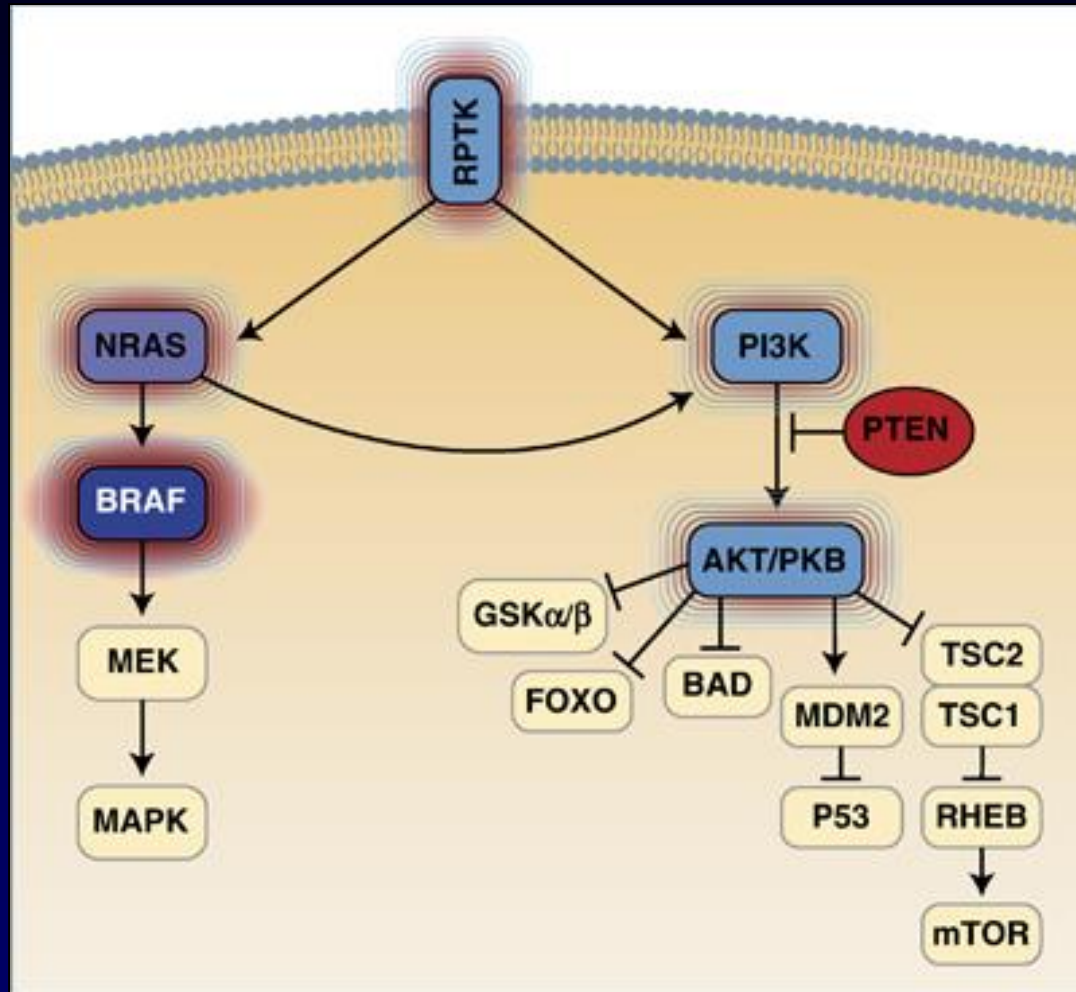 RPTK
NRAS
PI3K
PTEN
BRAF
AKT/PKB
GSKα/β
MEK
TSC2
BAD
FOXO
MDM2
TSC1
MAPK
P53
RHEB
mTOR